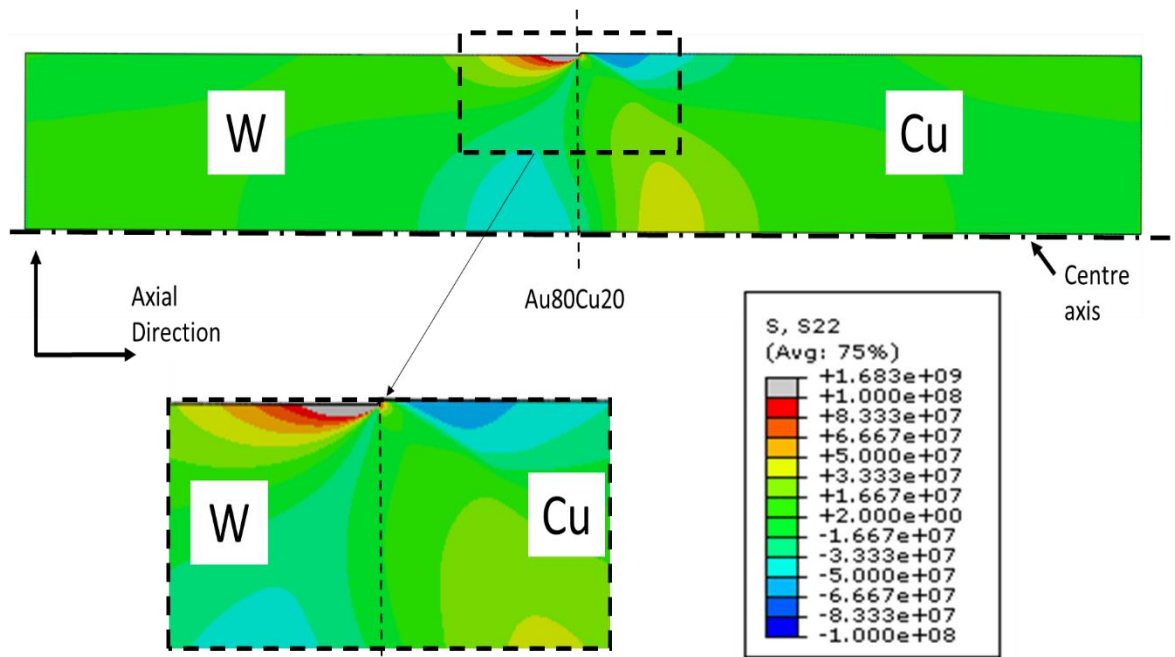 W
Cu
Au80Cu20
Centre
axis
Axial
Direction
W
Cu
S, S22
(Avg: 75%)
+1.683e+09
+1.000e+08
+8.333e+07
+6.667e+07
+5.000e+07
+3.333e+07
+1.667e+07
+2.000e+00
-1.667e+07
-3.333e+07
-5.000e+07
-6.667e+07
-8.333e+07
-1.000e+08